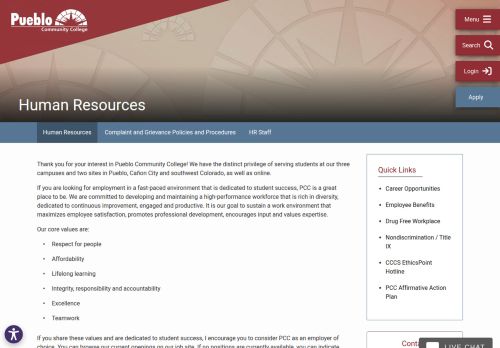 Pueblo
Community College
Menu
Search
Login
Apply
Human Resources
Human Resources
Complaint and Grievance Policies and Procedures
HR Staff
Thank you for your interest in Pueblo Community College! We have the distinct privilege of serving students at our three
campuses and two sites in Pueblo, Cañon City and southwest Colorado, as well as online.
If you are looking for employment in a fast-paced environment that is dedicated to student success, PCC is a great
place to be. We are committed to developing and maintaining a high-performance workforce that is rich in diversity,
dedicated to continuous improvement, engaged and productive. It is our goal to sustain a work environment that
maximizes employee satisfaction, promotes professional development, encourages input and values expertise.
Our core values are:
Respect for people
Affordability
Lifelong learning
Integrity, responsibility and accountability
Excellence
Teamwork
If you share these values and are dedicated to student success, I encourage you to consider PCC as an employer of
choice. You can browse our current openings on our job site. If no positions are currently available, you can indicate
Quick Links
Career Opportunities
Employee Benefits
Drug Free Workplace
Nondiscrimination / Title
IX
CCCS EthicsPoint
Hotline
PCC Affirmative Action
Plan
LIVE CHAT